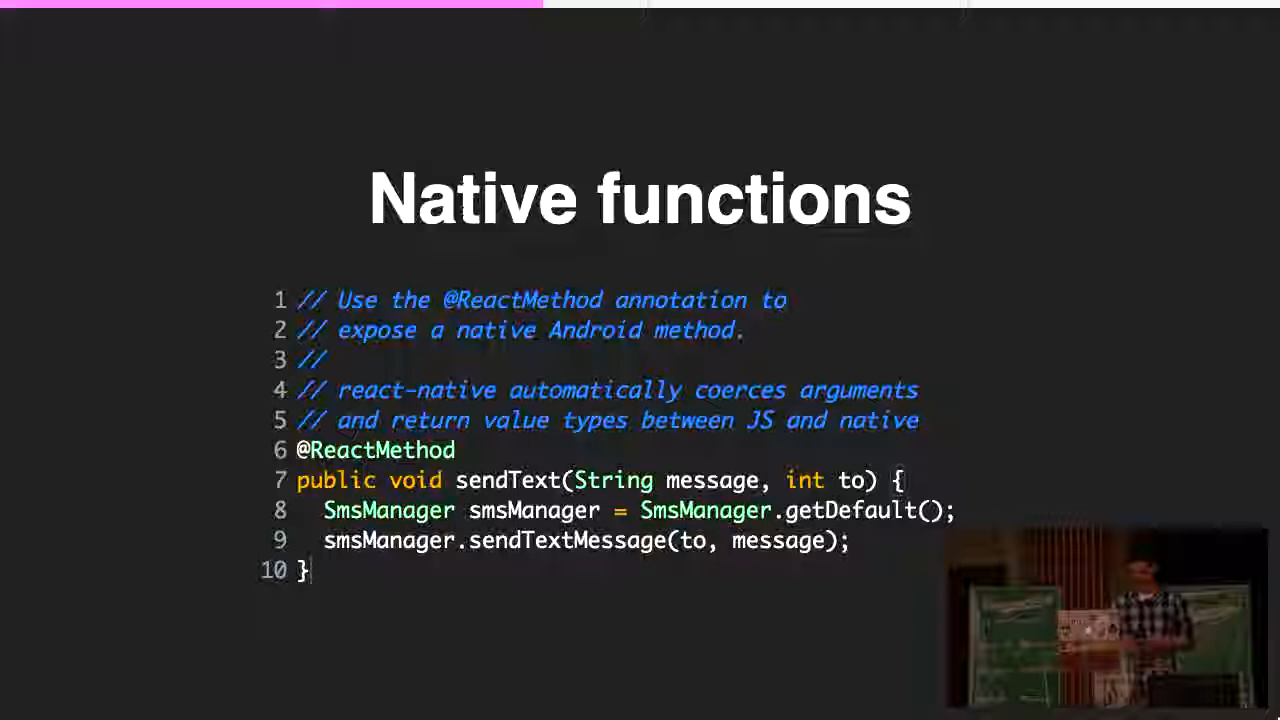 Native functions
1 // Use the @ReactMethod annotation to
2 // expose a native Android method.
3 //
4 // react-native automatically coerces arguments
5 // and return value types between JS and native
6 @ReactMethod
7 public void sendText(String message, int to) {
8 SmsManager smsManager = SmsManager.getDefault();
9 smsManager.sendTextMessage(to, message);
10 }